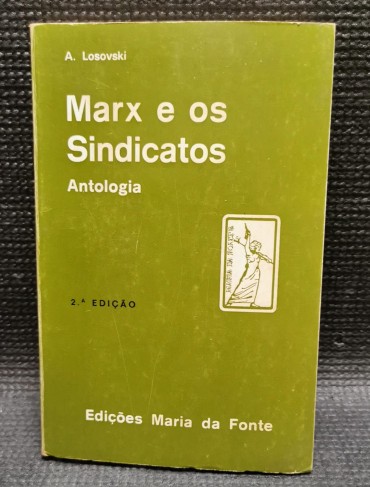 A. Losovski
Marx e os
Sindicatos
Antologia
2.ª EDIÇÃO
Edições Maria da Fonte